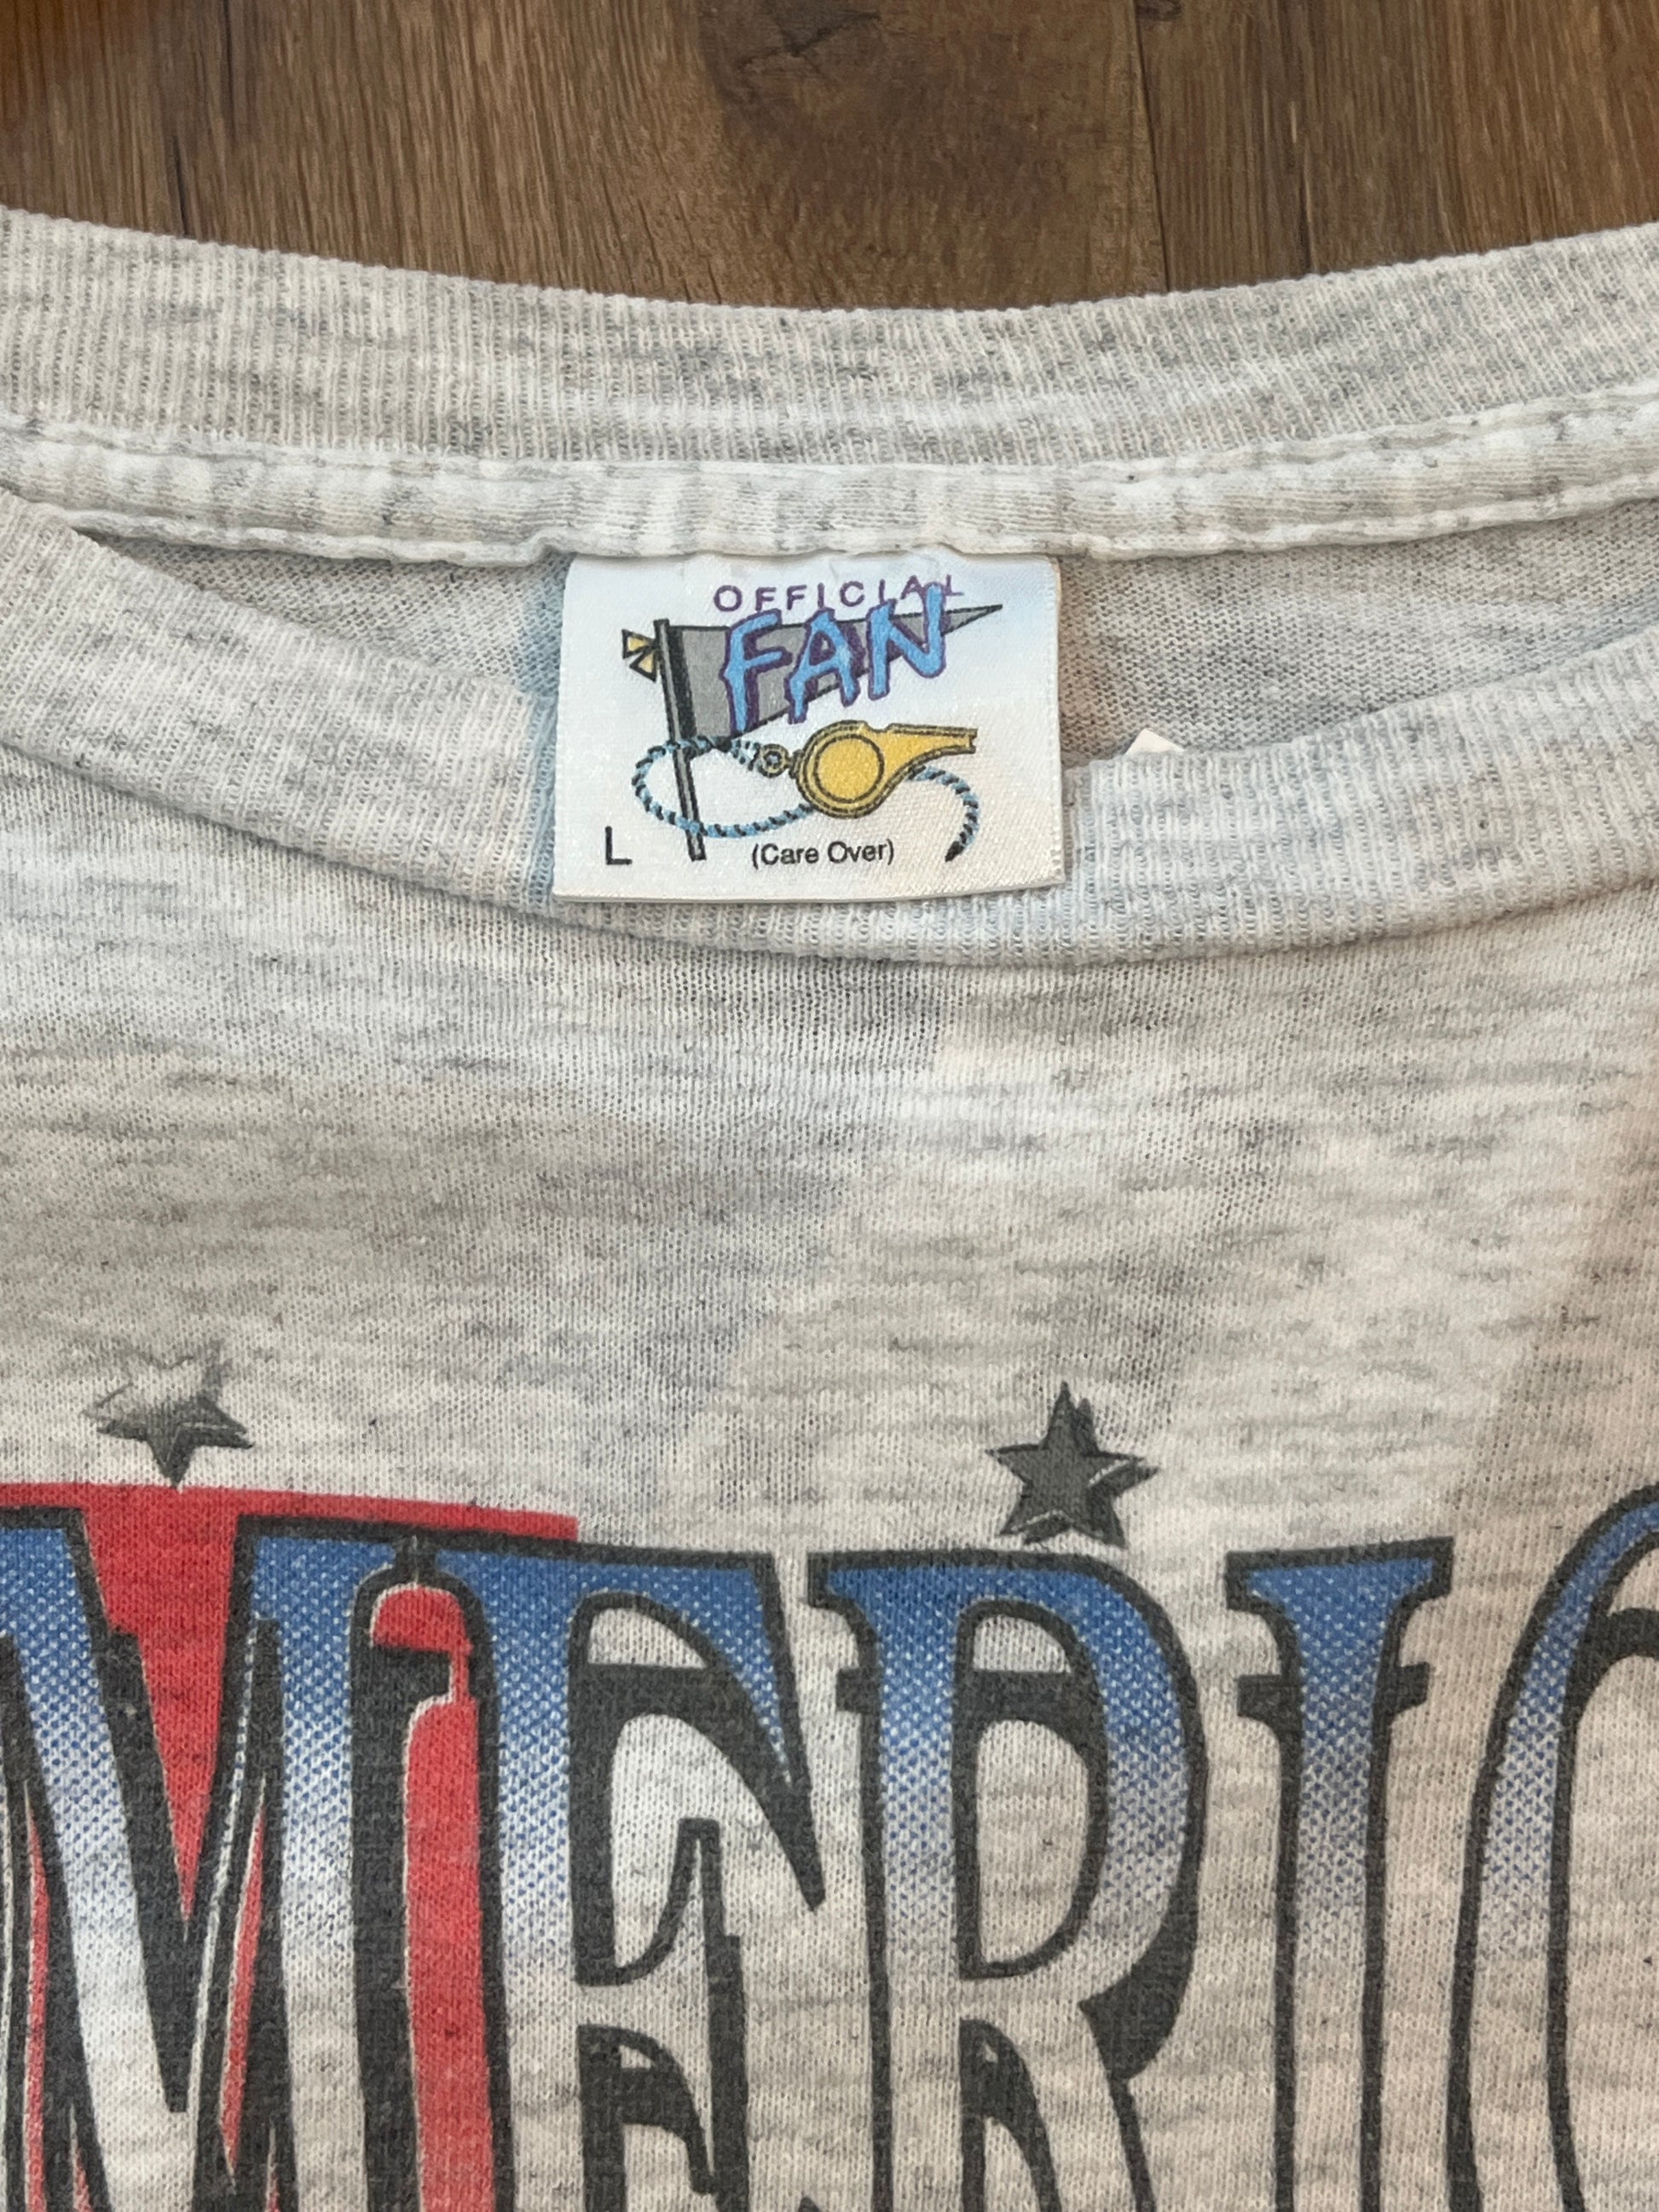 OFFICIAL
FAN
L
(Care Over)
MERIC